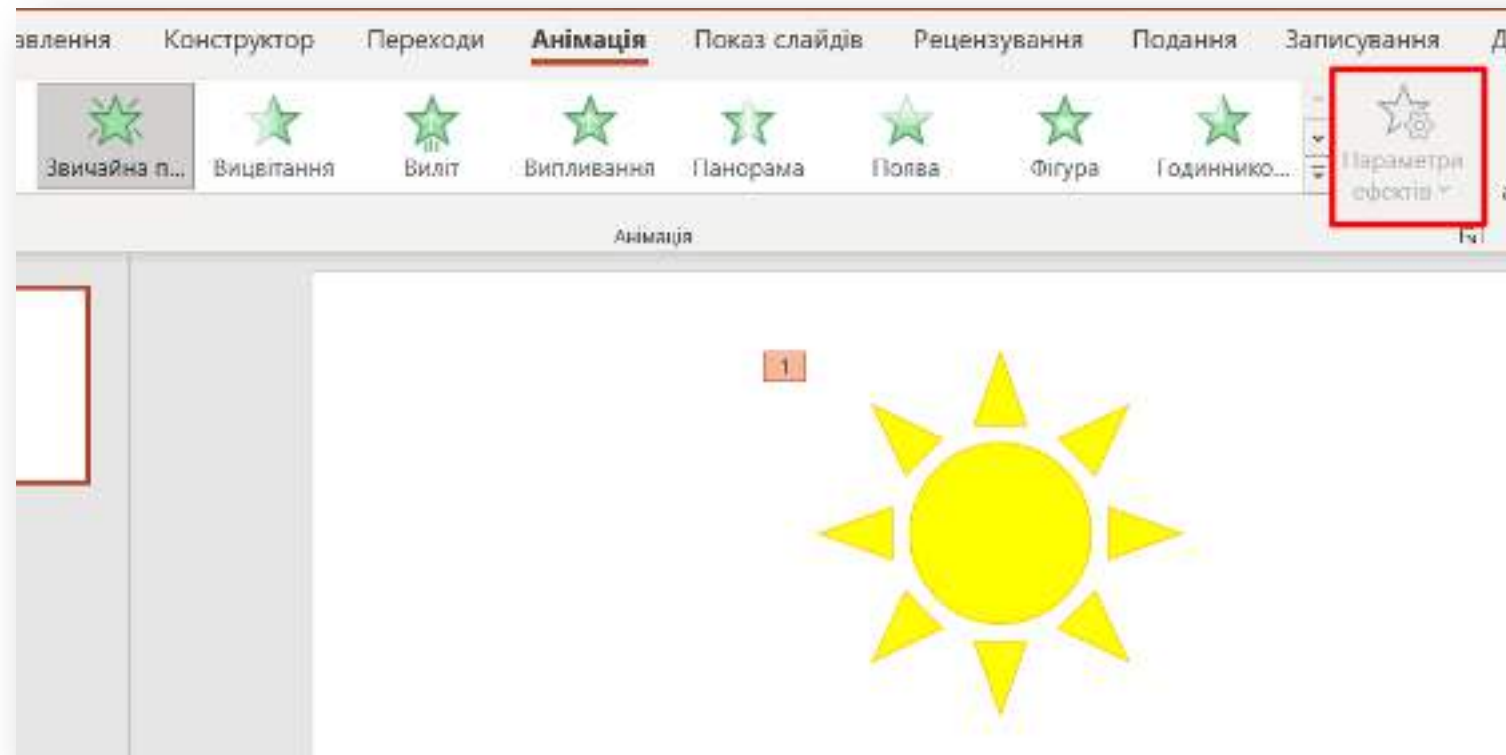 авлення Конструктор Переходи Анімація Показ слайдів Рецензування Подання Записування Д
Звичайна п... Вицвітання Виліт Випливання Панорама Поява Фігура Годиннико... Параметри
ефектів
Анімація
1